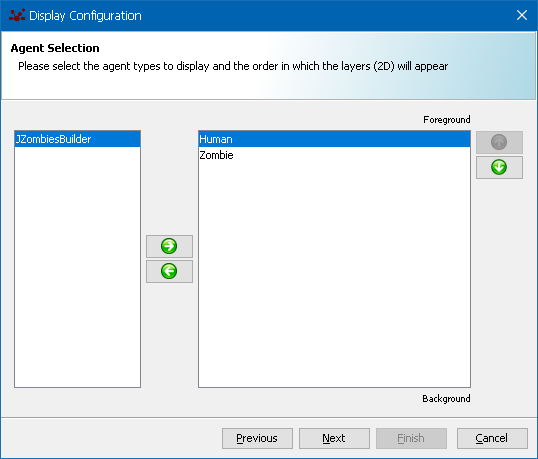 Display Configuration
Agent Selection
Please select the agent types to display and the order in which the layers (2D) will appear
Foreground
JZombiesBuilder
Human
Zombie
Background
Previous
Next
Finish
Cancel